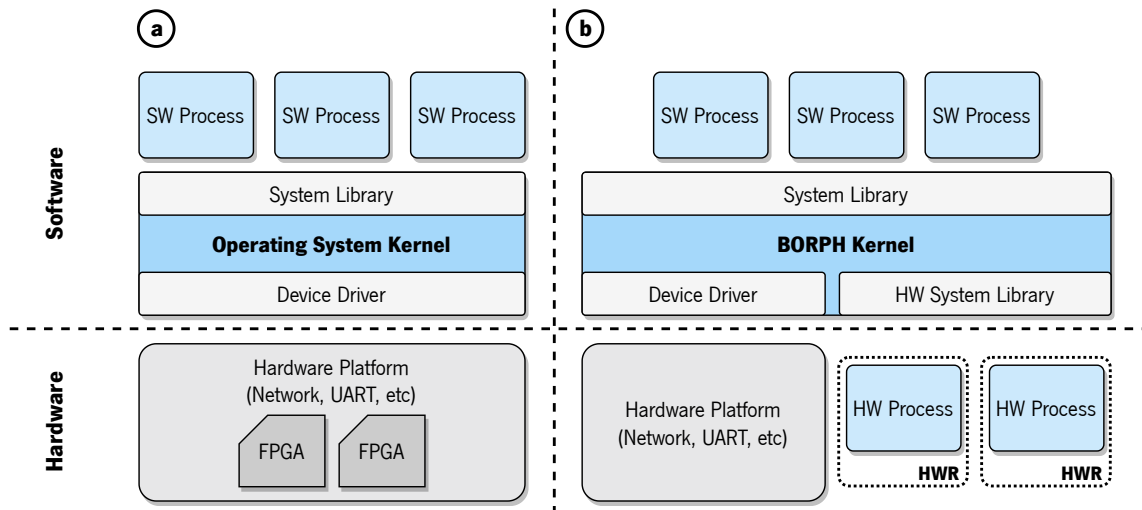 a
SW Process
SW Process
SW Process
System Library
Operating System Kernel
Device Driver
Hardware Platform
(Network, UART, etc)
FPGA
FPGA
b
SW Process
SW Process
SW Process
System Library
BORPH Kernel
Device Driver
HW System Library
Hardware Platform
(Network, UART, etc)
HW Process
HWR
HW Process
HWR
Software
Hardware